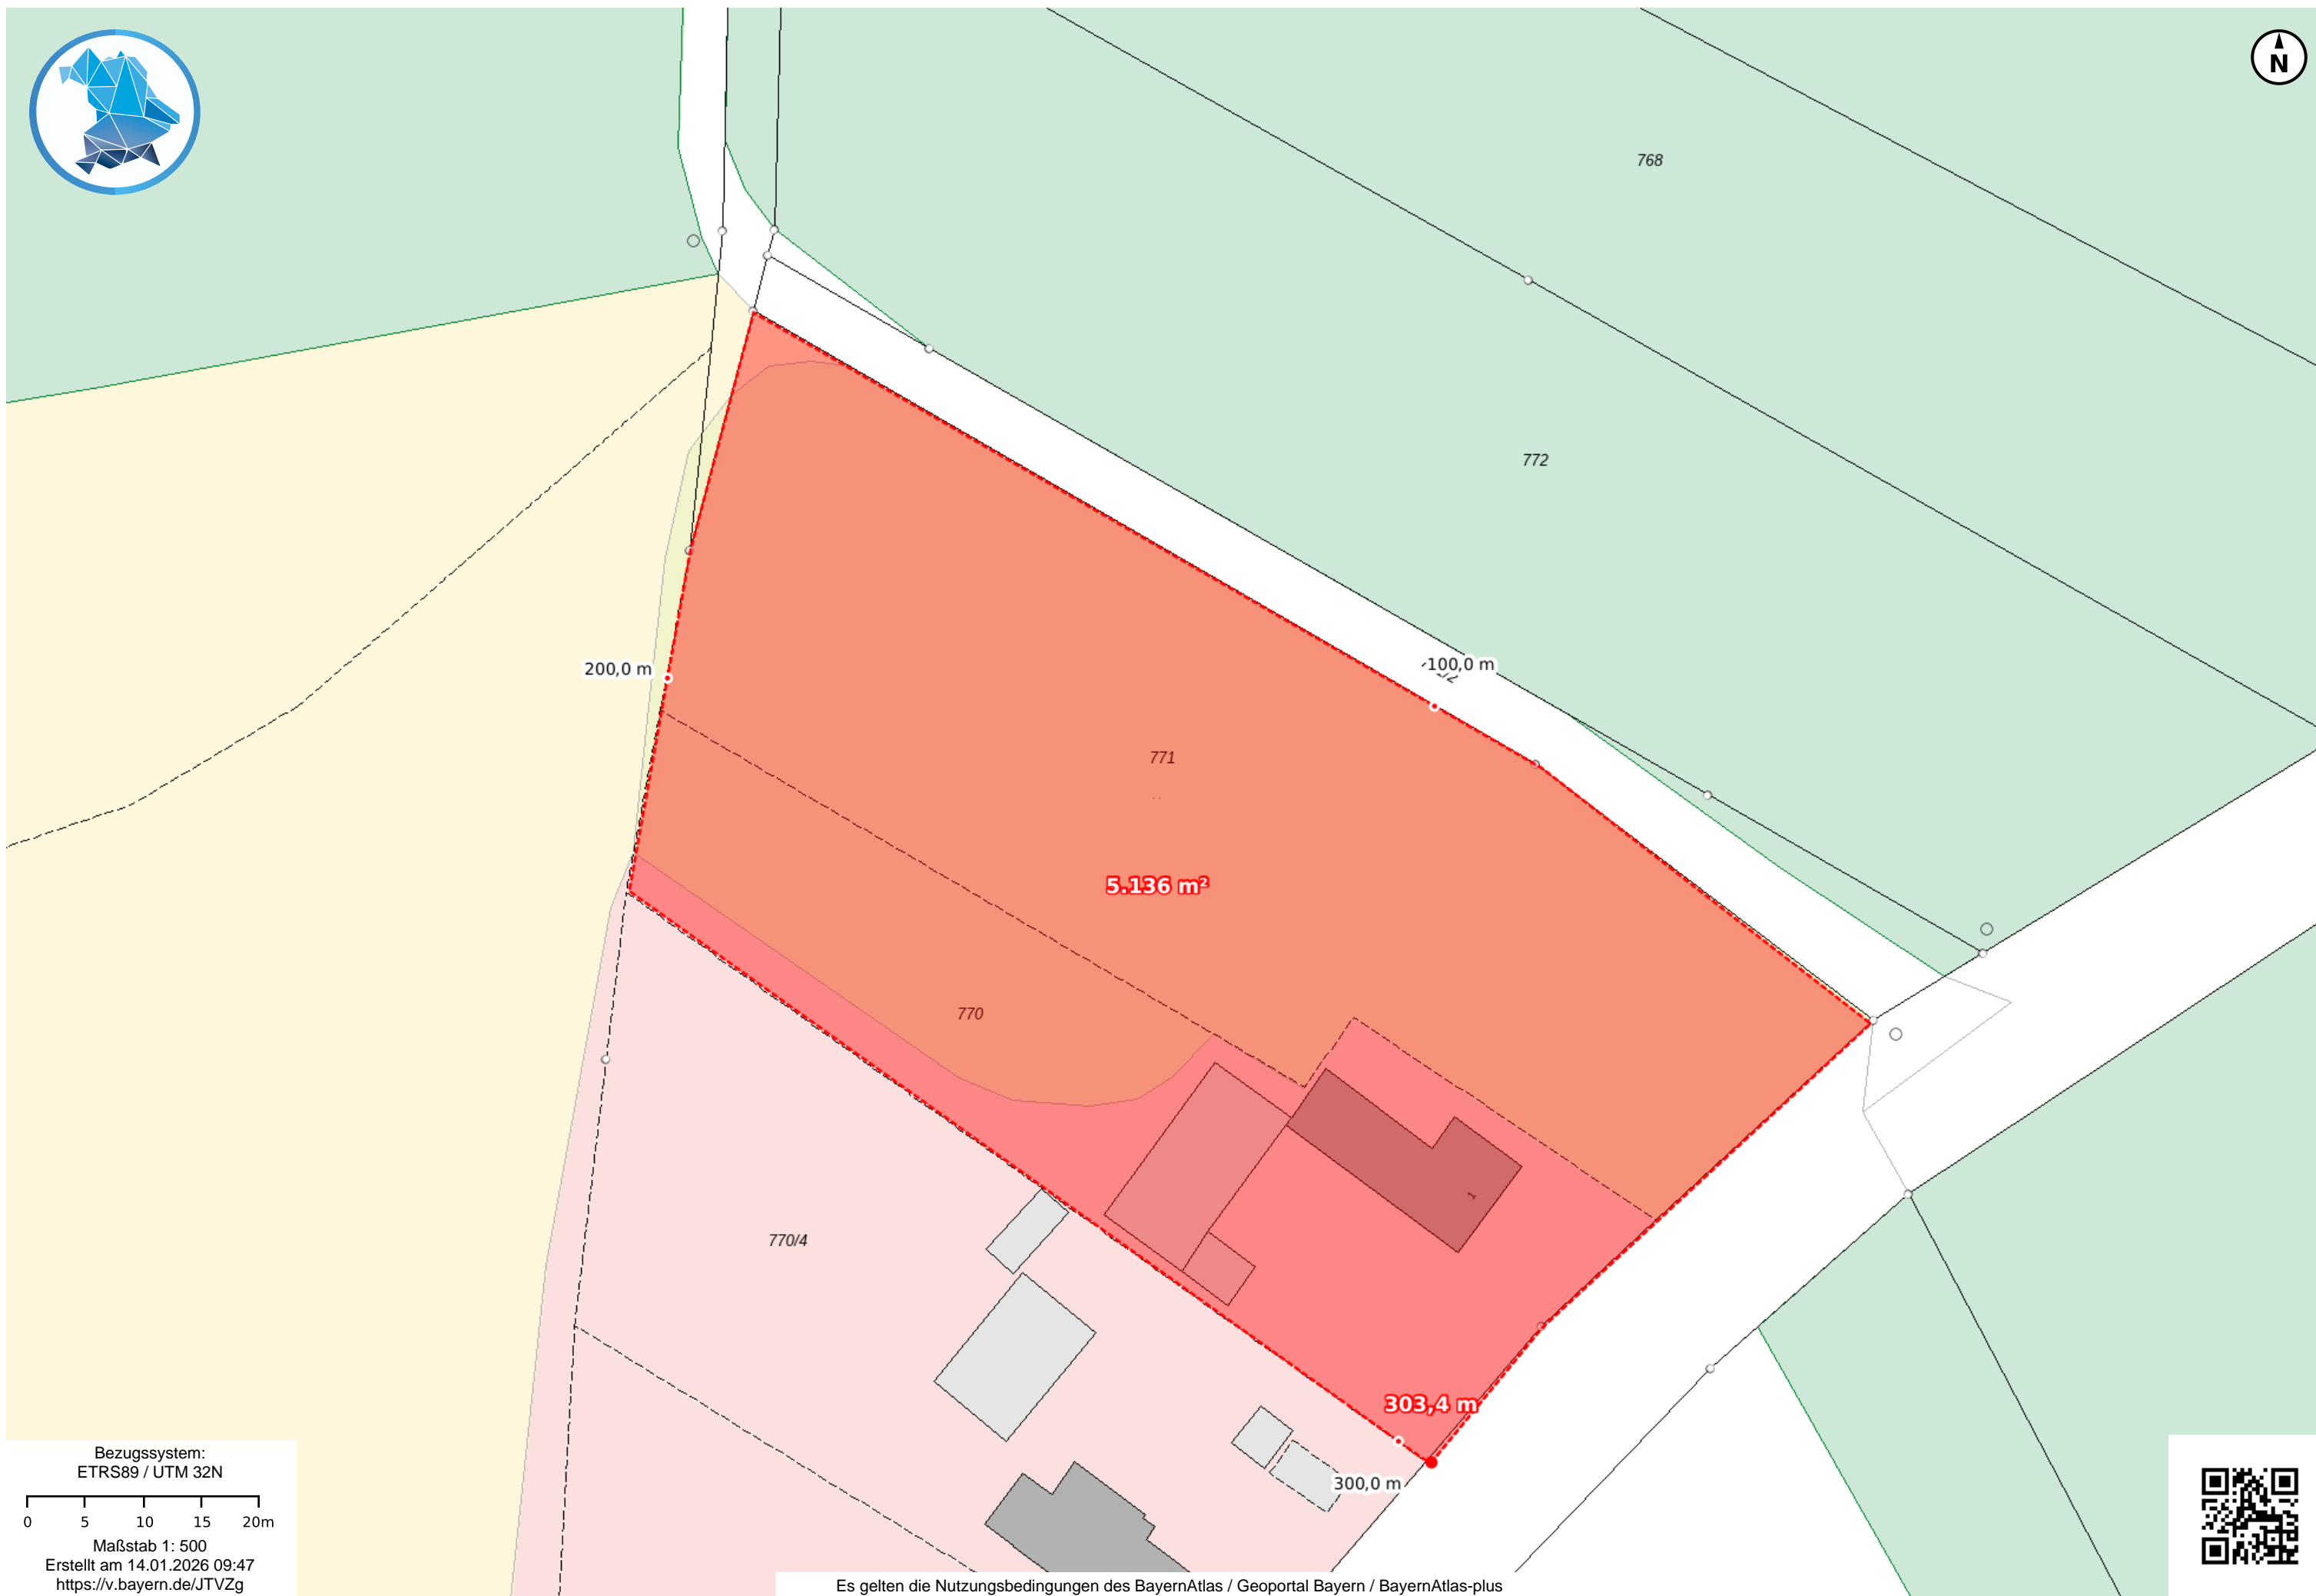 N
768
772
200,0 m
100,0 m
771
5.136 m²
770
1
770/4
303,4 m
300,0 m
Bezugssystem:
ETRS89 / UTM 32N
0 5 10 15 20m
Maßstab 1: 500
Erstellt am 14.01.2026 09:47
https://v.bayern.de/JTVZg
Es gelten die Nutzungsbedingungen des BayernAtlas / Geoportal Bayern / BayernAtlas-plus